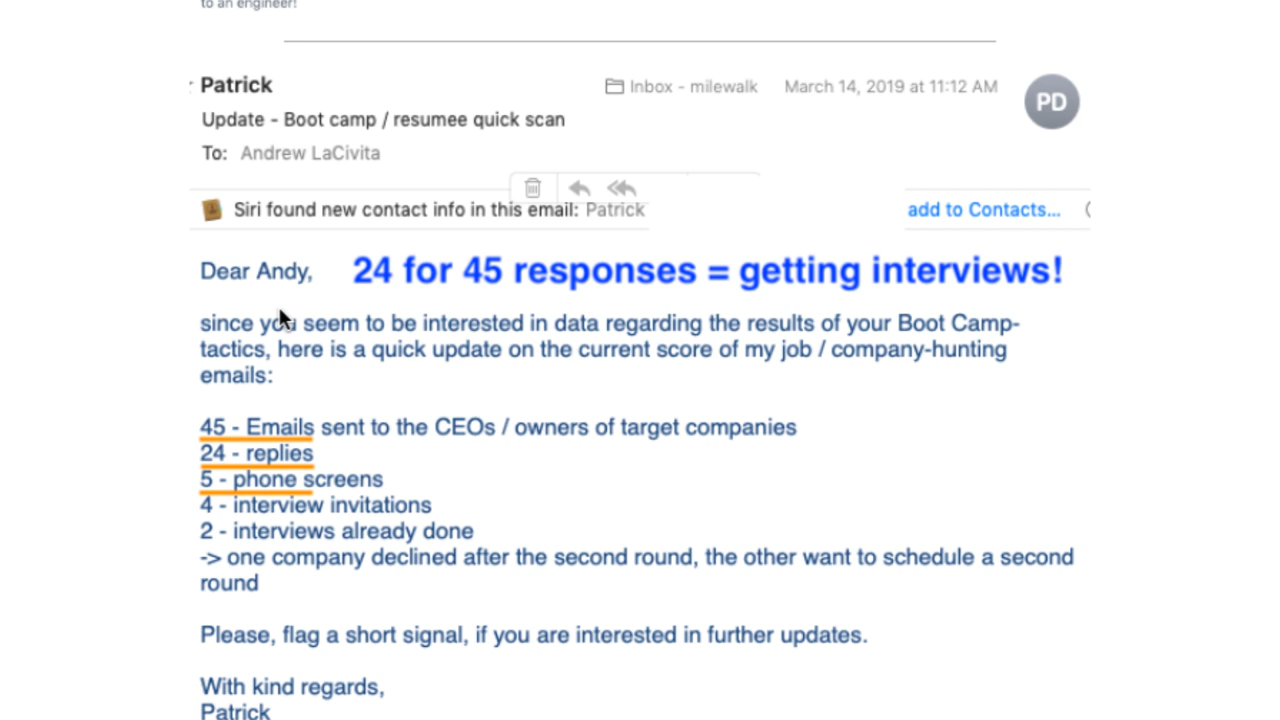 to an engineer!
Patrick
Inbox - milewalk
March 14, 2019 at 11:12 AM
PD
Update - Boot camp / resumee quick scan
To: Andrew LaCivita
Siri found new contact info in this email: Patrick
add to Contacts...
Dear Andy,
24 for 45 responses = getting interviews!
since you seem to be interested in data regarding the results of your Boot Camp-
tactics, here is a quick update on the current score of my job / company-hunting
emails:
45 - Emails sent to the CEOs / owners of target companies
24 - replies
5 - phone screens
4 - interview invitations
2 - interviews already done
-> one company declined after the second round, the other want to schedule a second
round
Please, flag a short signal, if you are interested in further updates.
With kind regards,
Patrick